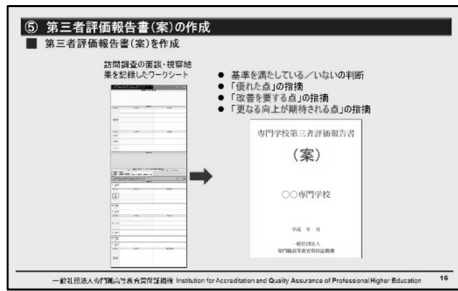 ⑤ 第三者評価報告書(案)の作成
■ 第三者評価報告書(案)を作成
訪問調査の面談・視察結
果を記録したワークシート
● 基準を満たしている/いないの判断
● 「優れた点」の指摘
● 「改善を要する点」の指摘
● 「更なる向上が期待される点」の指摘
専門学校第三者評価報告書
(案)
〇〇専門学校
平成 年 月
一般社団法人
専門職高等教育質保証機構
一般社団法人専門職高等教育質保証機構 Institution for Accreditation and Quality Assurance of Professional Higher Education
16